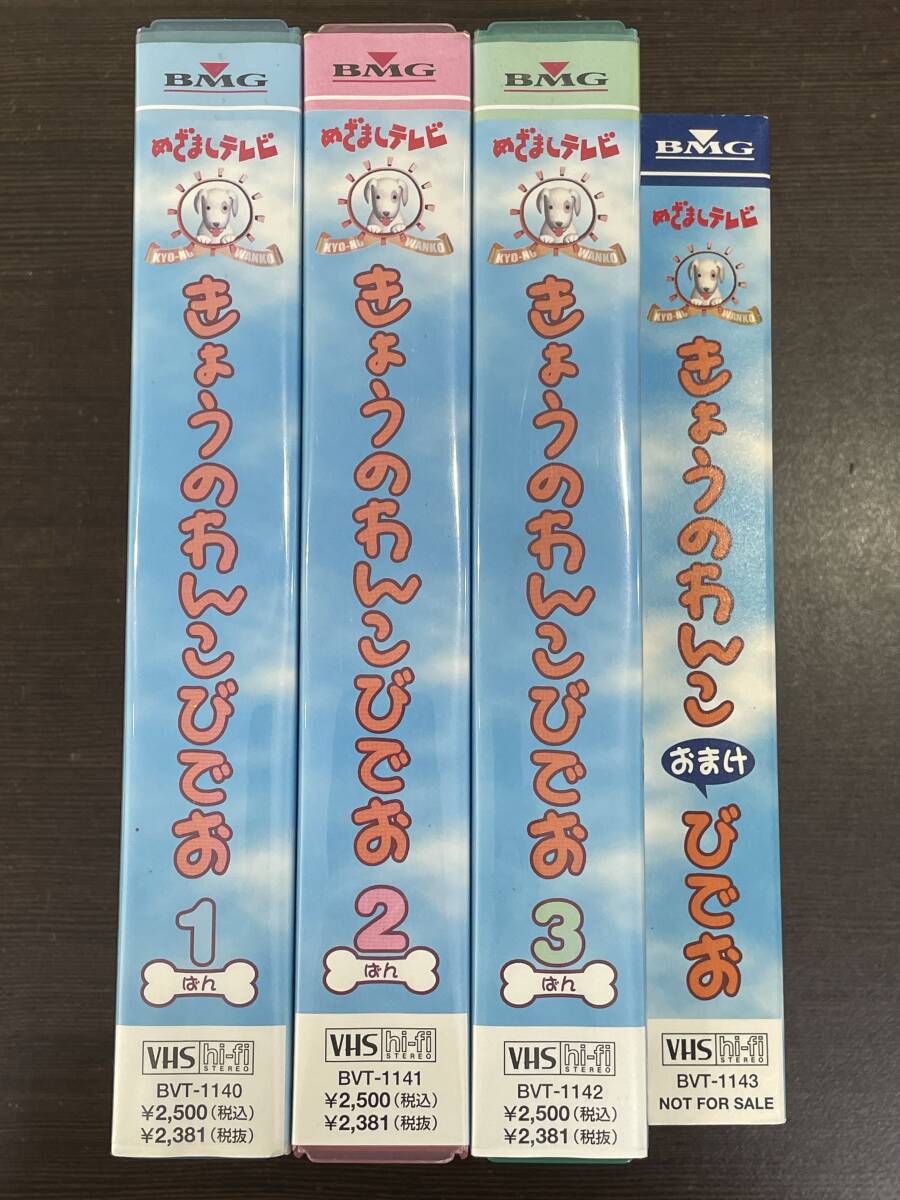 BMG
めざましテレビ
KYO-NO WANKO
きょうのわんこびでお
1
ばん
VHS hi-fi
STEREO
BVT-1140
¥2,500(税込)
¥2,381(税抜)
BMG
めざましテレビ
KYO-NO WANKO
きょうのわんこびでお
2
ばん
VHS hi-fi
STEREO
BVT-1141
¥2,500(税込)
¥2,381(税抜)
BMG
めざましテレビ
KYO-NO WANKO
きょうのわんこびでお
3
ばん
VHS hi-fi
STEREO
BVT-1142
¥2,500(税込)
¥2,381(税抜)
BMG
めざましテレビ
KYO-NO WANKO
きょうのわんこ
おまけ
びでお
VHS hi-fi
STEREO
BVT-1143
NOT FOR SALE